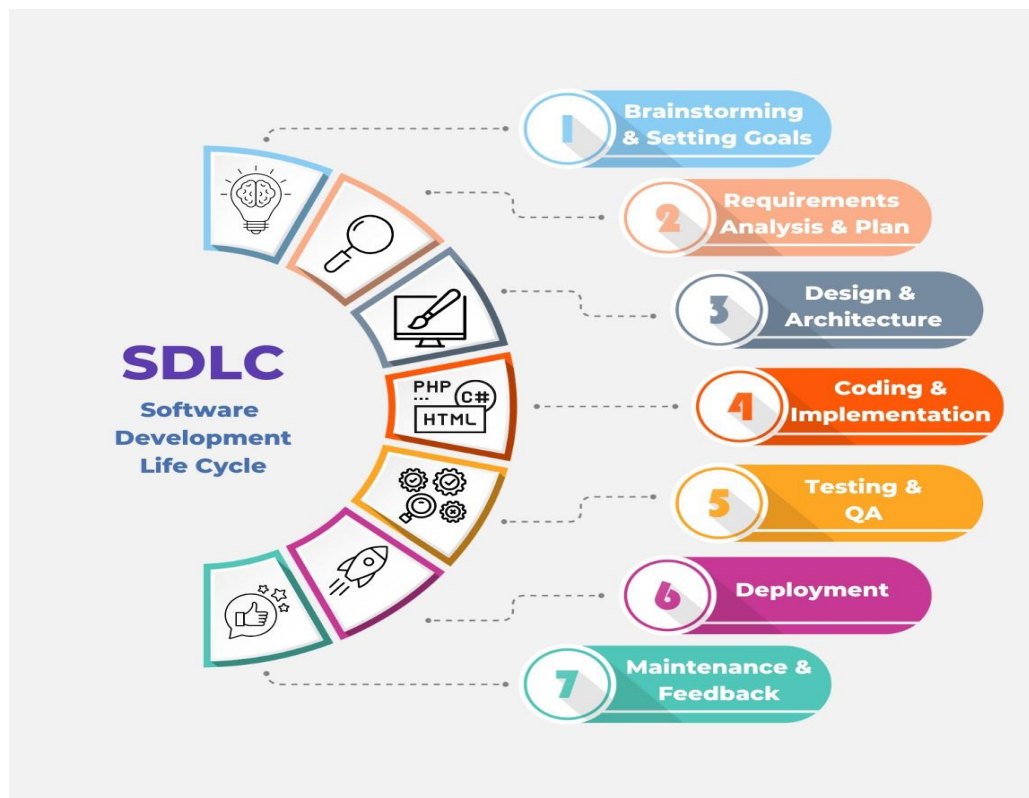 1
Brainstorming
& Setting Goals
2
Requirements
Analysis & Plan
3
Design &
Architecture
SDLC
Software
Development
Life Cycle
PHP
...
C#
HTML
4
Coding &
Implementation
5
Testing &
QA
6
Deployment
7
Maintenance &
Feedback